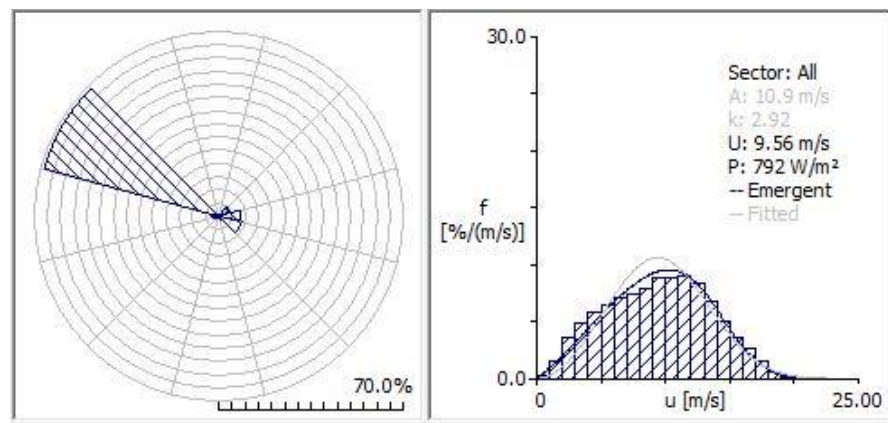 70.0%
30.0
f
[%/(m/s)]
0.0
0
u [m/s]
25.00
Sector: All
A: 10.9 m/s
k: 2.92
U: 9.56 m/s
P: 792 W/m²
-- Emergent
-- Fitted